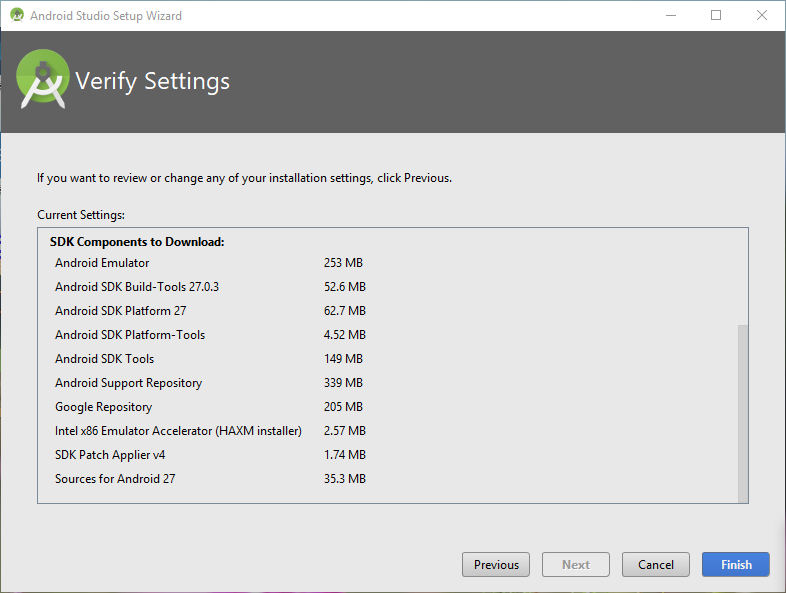 Android Studio Setup Wizard
Verify Settings
If you want to review or change any of your installation settings, click Previous.
Current Settings:
SDK Components to Download:
Android Emulator 253 MB
Android SDK Build-Tools 27.0.3 52.6 MB
Android SDK Platform 27 62.7 MB
Android SDK Platform-Tools 4.52 MB
Android SDK Tools 149 MB
Android Support Repository 339 MB
Google Repository 205 MB
Intel x86 Emulator Accelerator (HAXM installer) 2.57 MB
SDK Patch Applier v4 1.74 MB
Sources for Android 27 35.3 MB
Previous Next Cancel Finish